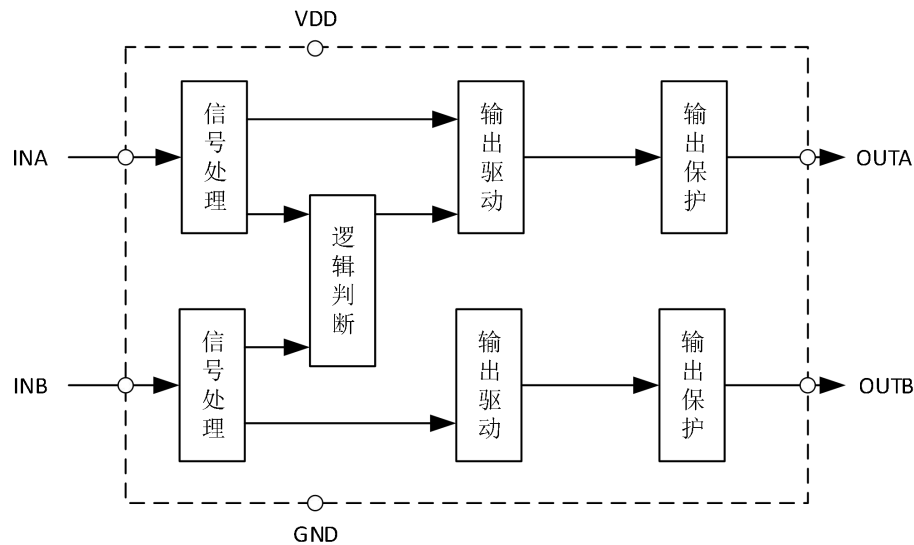 VDD
INA
信号处理
输出驱动
输出保护
OUTA
逻辑判断
INB
信号处理
输出驱动
输出保护
OUTB
GND